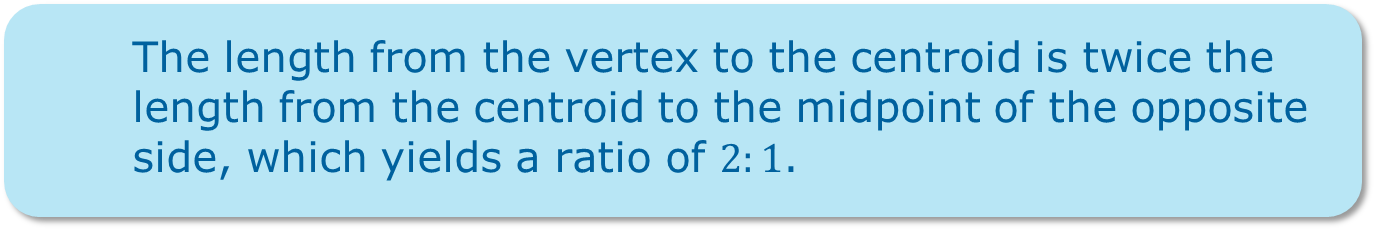 The length from the vertex to the centroid is twice the
length from the centroid to the midpoint of the opposite
side, which yields a ratio of 2: 1.